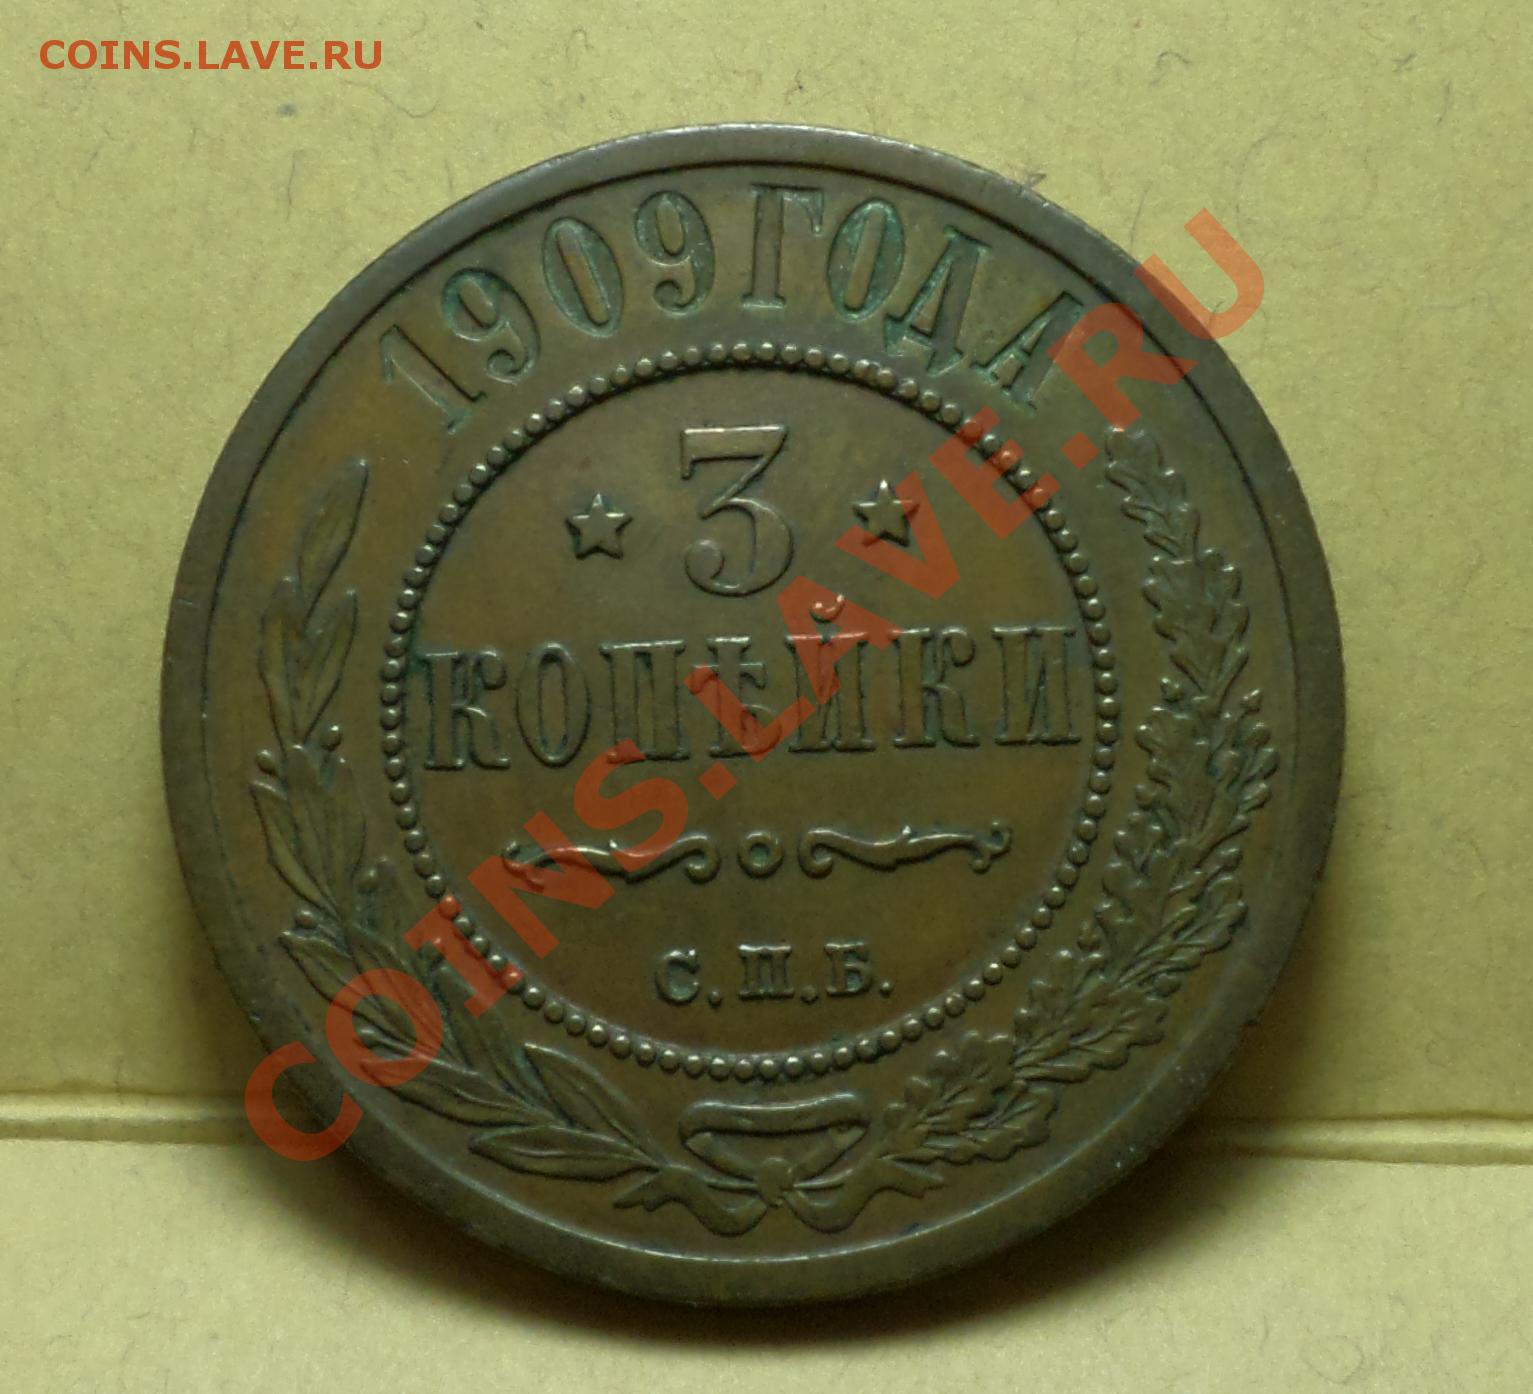 COINS.LAVE.RU
1909 ГОДА
3
КОПѢЙКИ
С.П.Б.
COINS.LAVE.RU